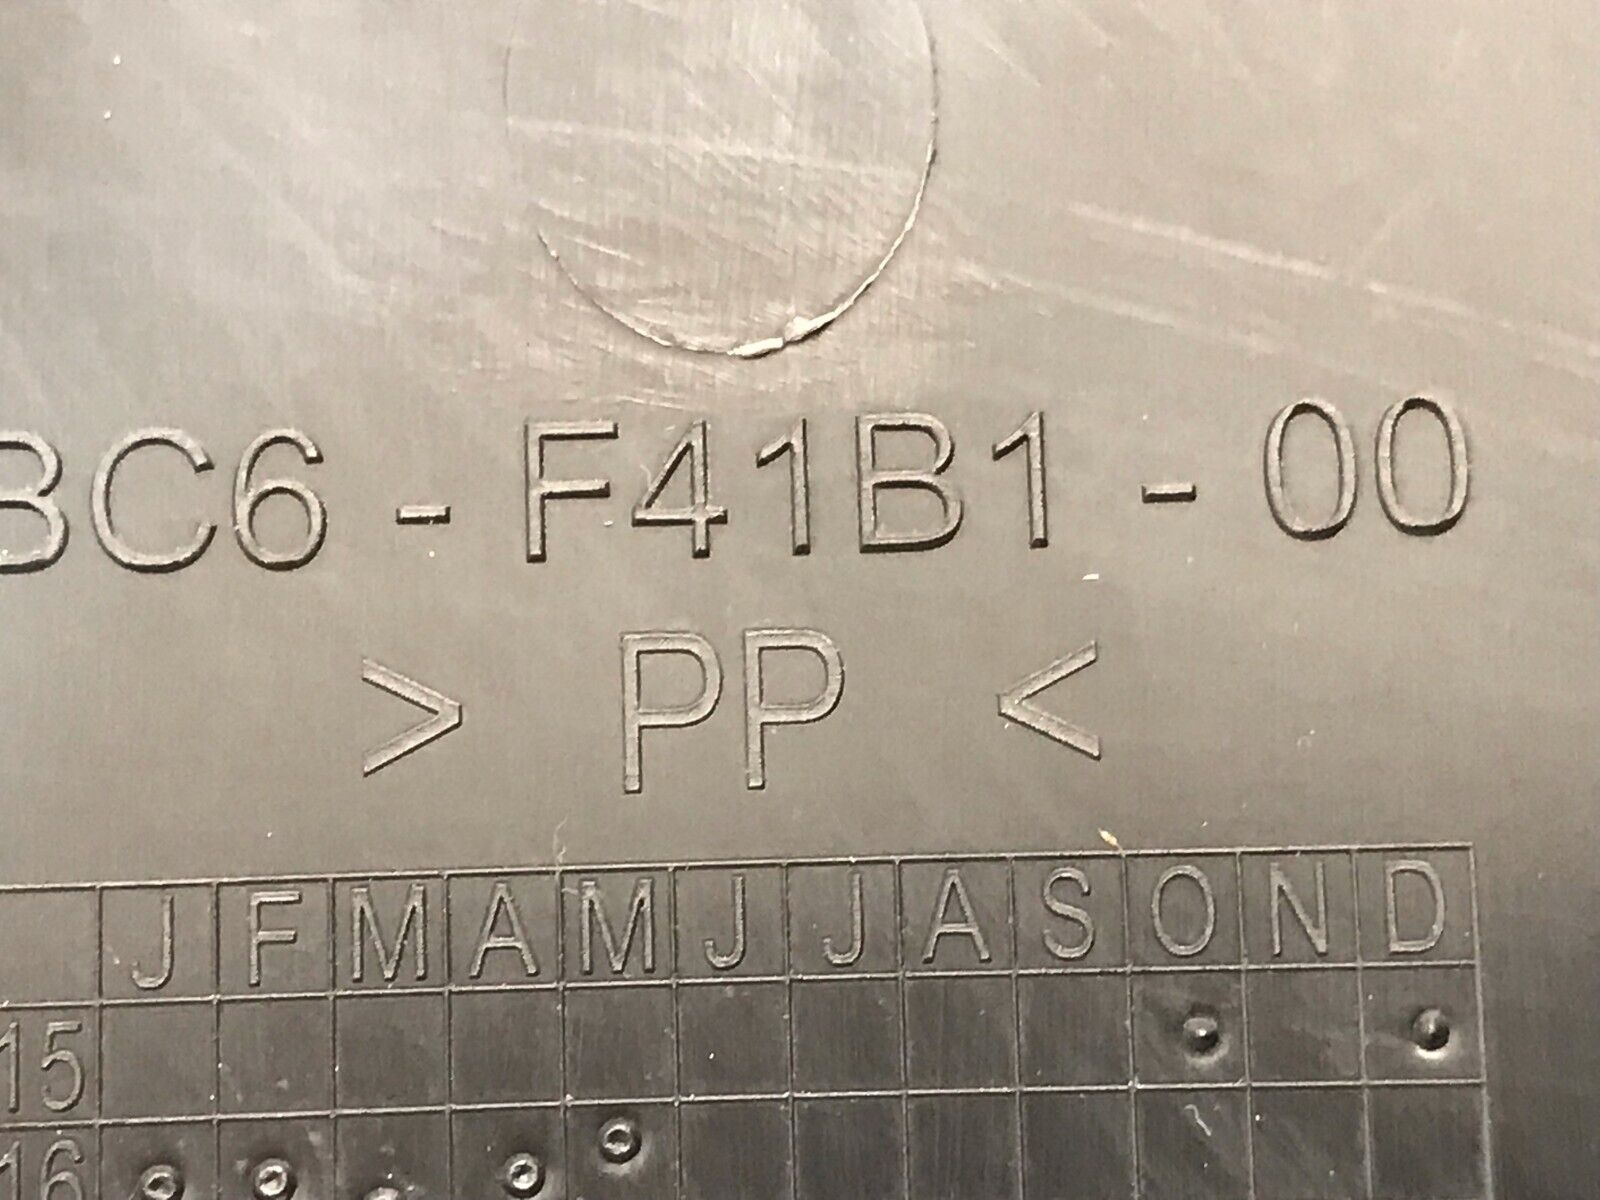 BC6-F41B1-00
> PP <
J F M A M J J A S O N D
15
16